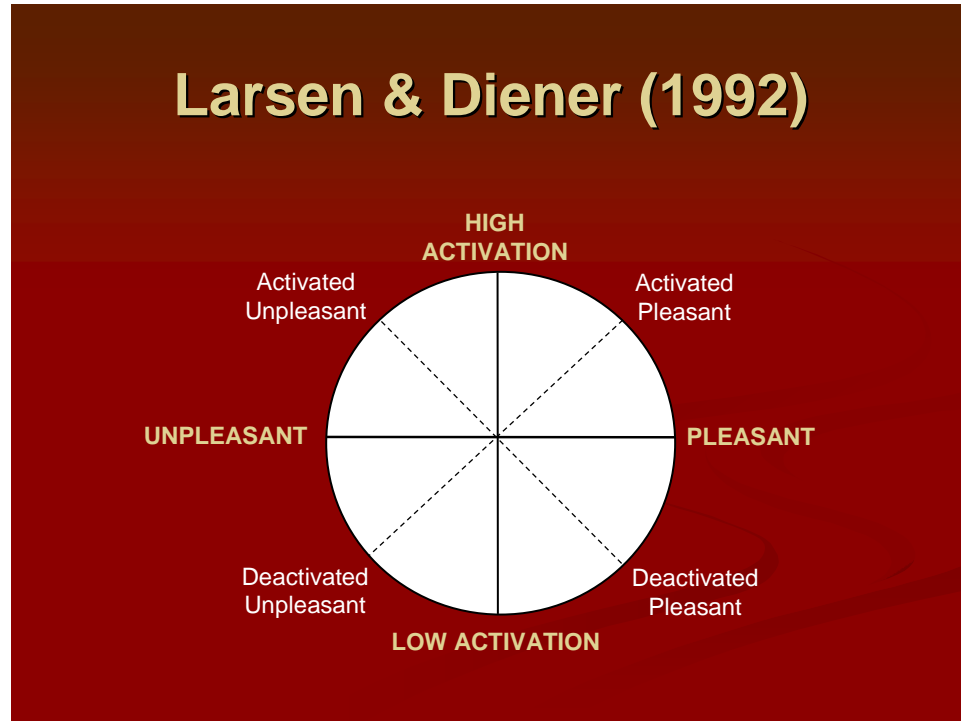 Larsen & Diener (1992)
HIGH
ACTIVATION
Activated
Unpleasant
Activated
Pleasant
UNPLEASANT
PLEASANT
Deactivated
Unpleasant
Deactivated
Pleasant
LOW ACTIVATION